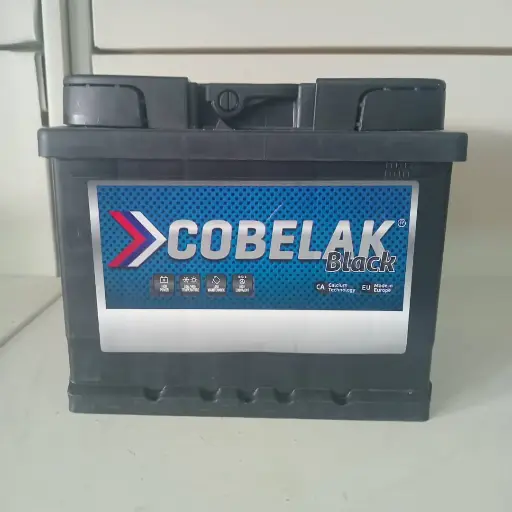 COBELAK®
Black
CA Calcium Technology
EU Made in Europe